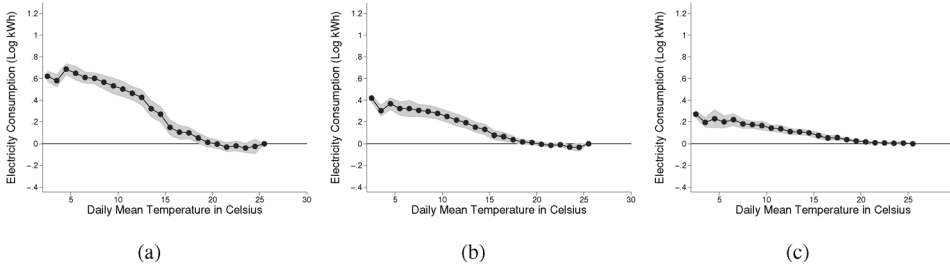 Electricity Consumption (Log kWh)
1.2
1
.8
.6
.4
.2
0
-.2
-.4
5 10 15 20 25 30
Daily Mean Temperature in Celsius
(a)
Electricity Consumption (Log kWh)
1.2
1
.8
.6
.4
.2
0
-.2
-.4
5 10 15 20 25 30
Daily Mean Temperature in Celsius
(b)
Electricity Consumption (Log kWh)
1.2
1
.8
.6
.4
.2
0
-.2
-.4
5 10 15 20 25
Daily Mean Temperature in Celsius
(c)